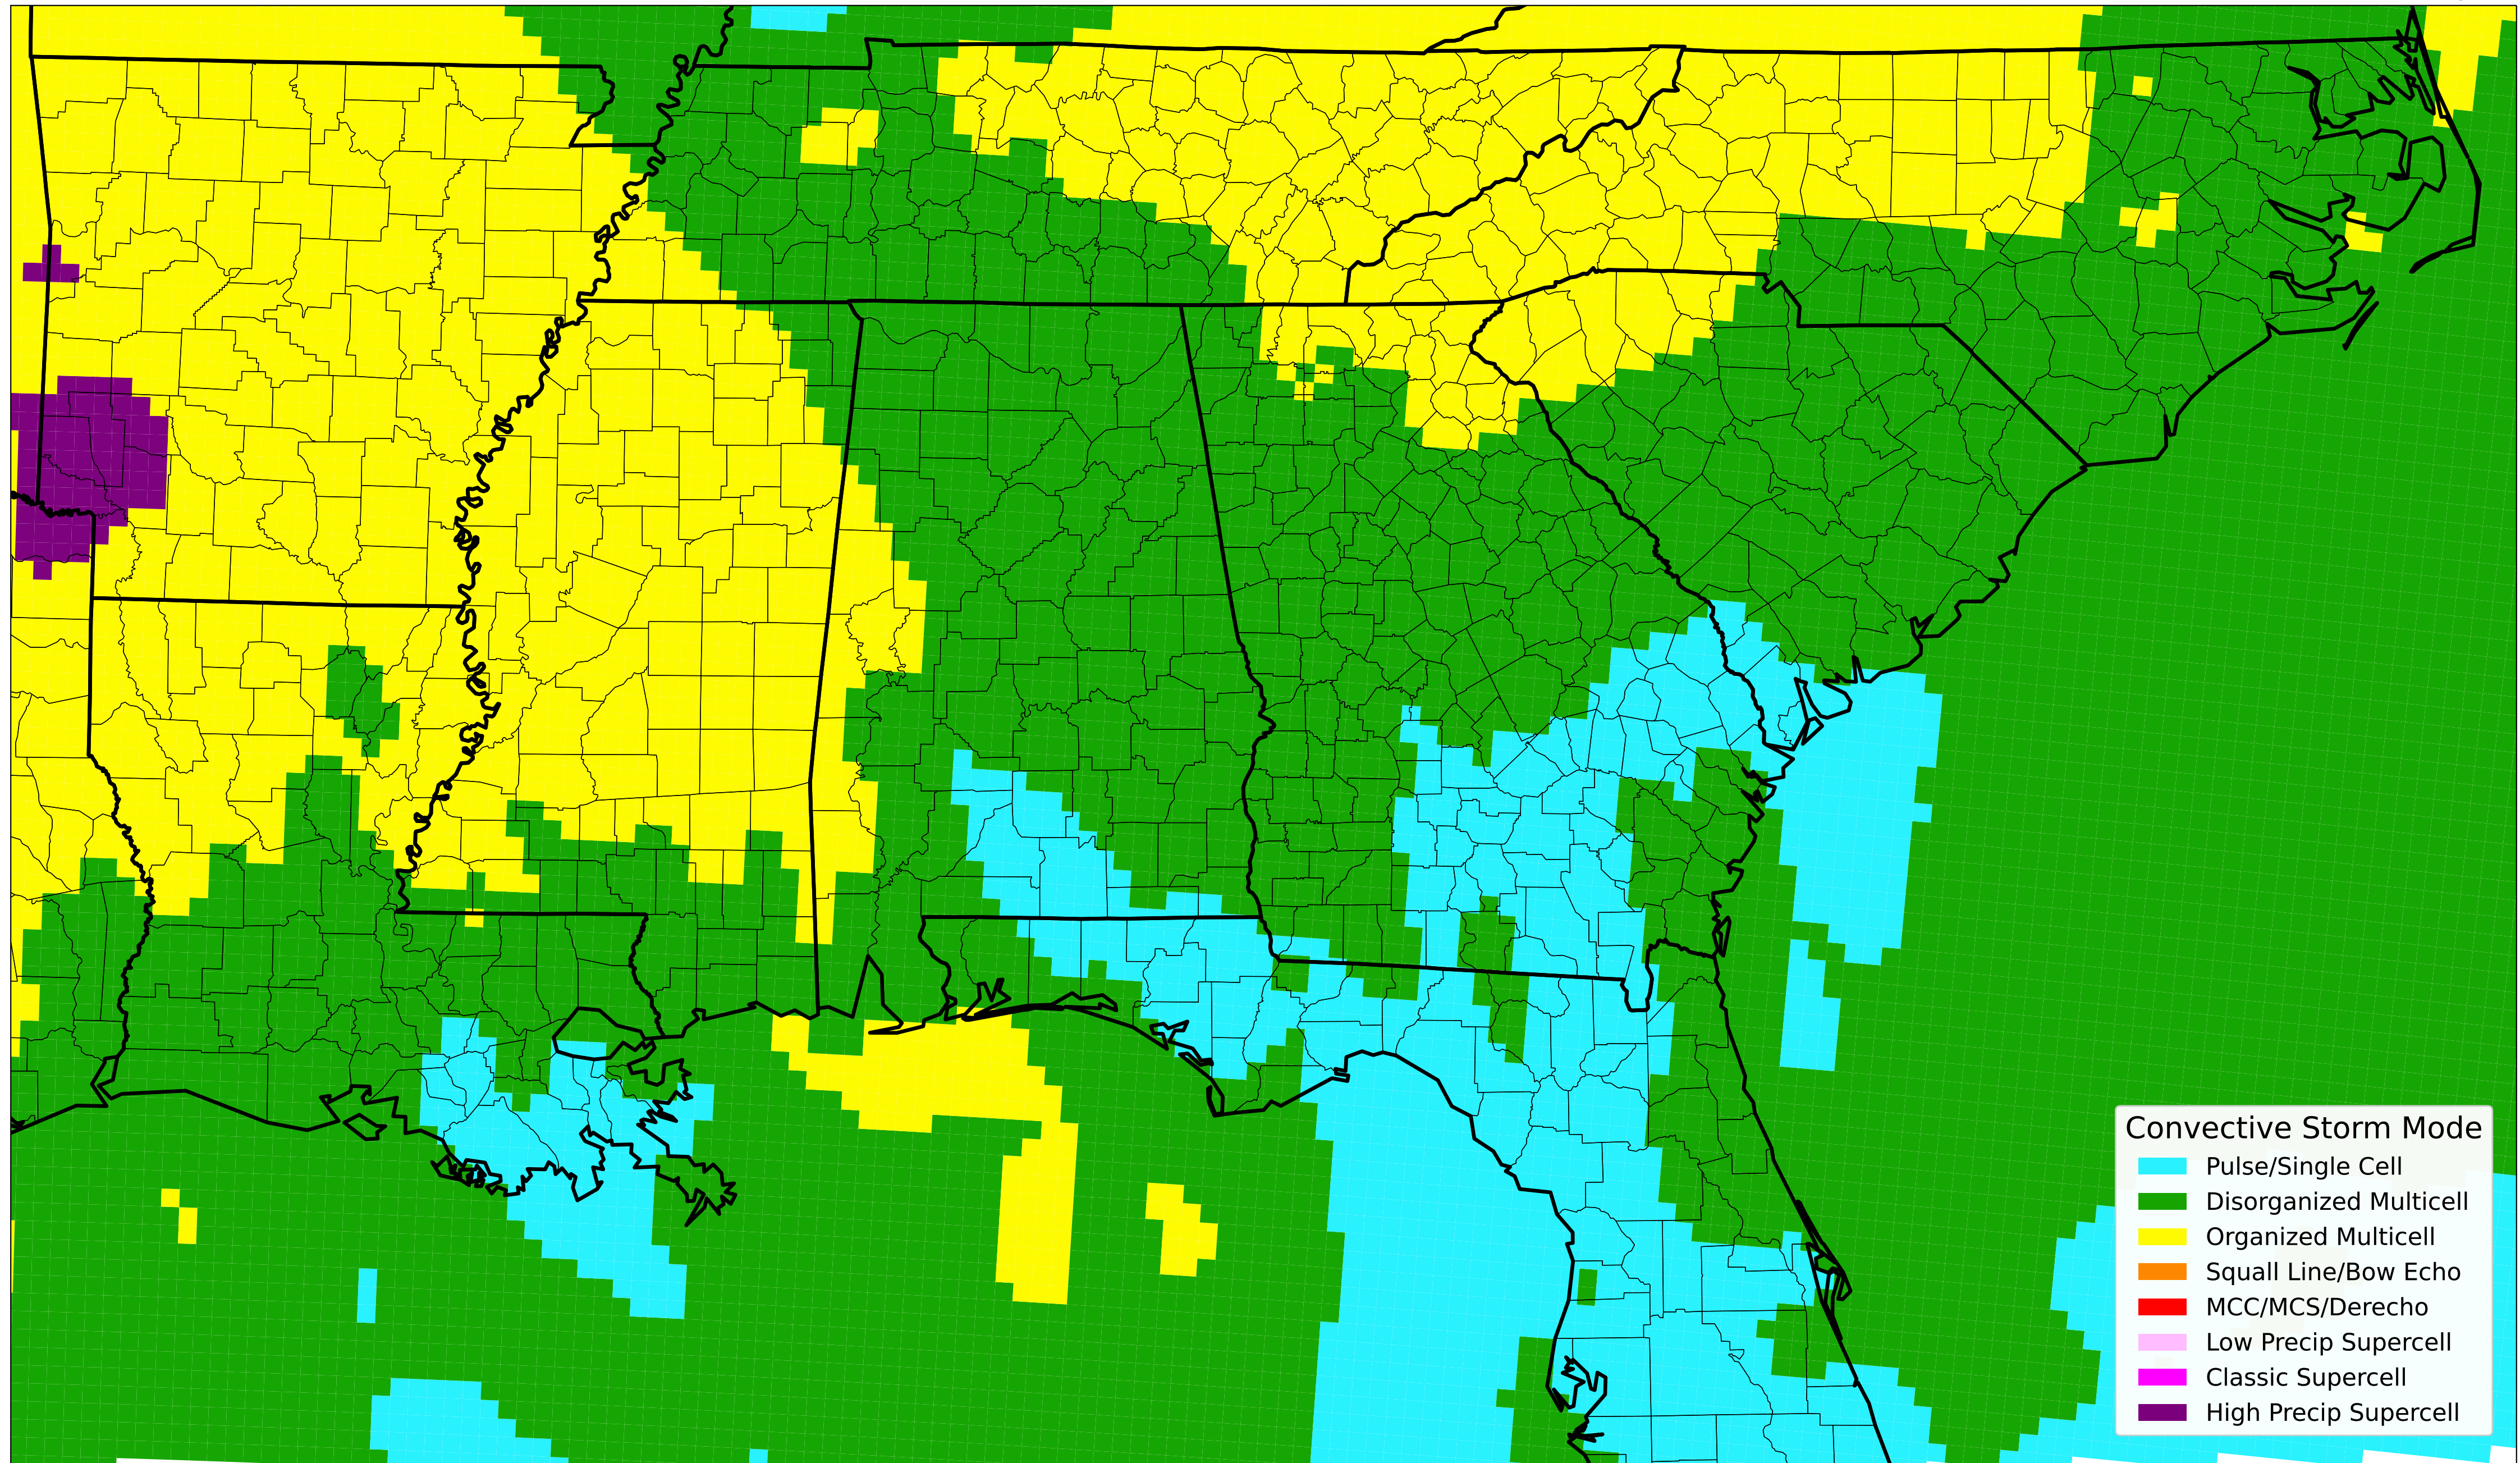 Convective Storm Mode
Pulse/Single Cell
Disorganized Multicell
Organized Multicell
Squall Line/Bow Echo
MCC/MCS/Derecho
Low Precip Supercell
Classic Supercell
High Precip Supercell